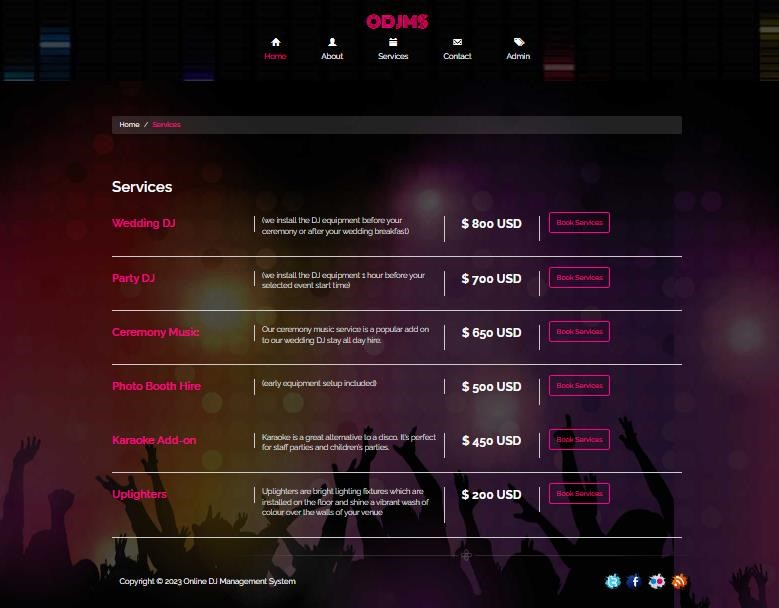 ODJMS
Home About Services Contact Admin
Home / Services
Services
Wedding DJ
(we install the DJ equipment before your
ceremony or after your wedding breakfast)
$ 800 USD
Book Services
Party DJ
(we install the DJ equipment 1 hour before your
selected event start time)
$ 700 USD
Book Services
Ceremony Music
Our ceremony music service is a popular add on
to our wedding DJ stay all day hire.
$ 650 USD
Book Services
Photo Booth Hire
(early equipment setup included)
$ 500 USD
Book Services
Karaoke Add-on
Karaoke is a great alternative to a disco. It's perfect
for staff parties and children's parties.
$ 450 USD
Book Services
Uplighters
Uplighters are bright lighting fixtures which are
installed on the floor and shine a vibrant wash of
colour over the walls of your venue
$ 200 USD
Book Services
Copyright © 2023 Online DJ Management System